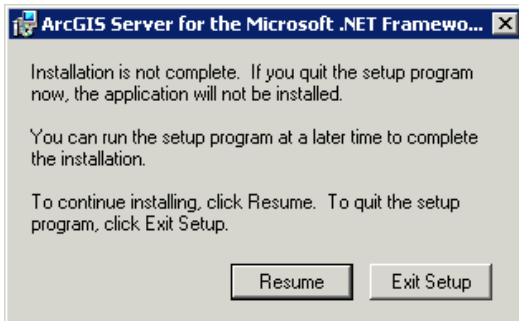 ArcGIS Server for the Microsoft .NET Framewo...
Installation is not complete. If you quit the setup program
now, the application will not be installed.
You can run the setup program at a later time to complete
the installation.
To continue installing, click Resume. To quit the setup
program, click Exit Setup.
Resume Exit Setup